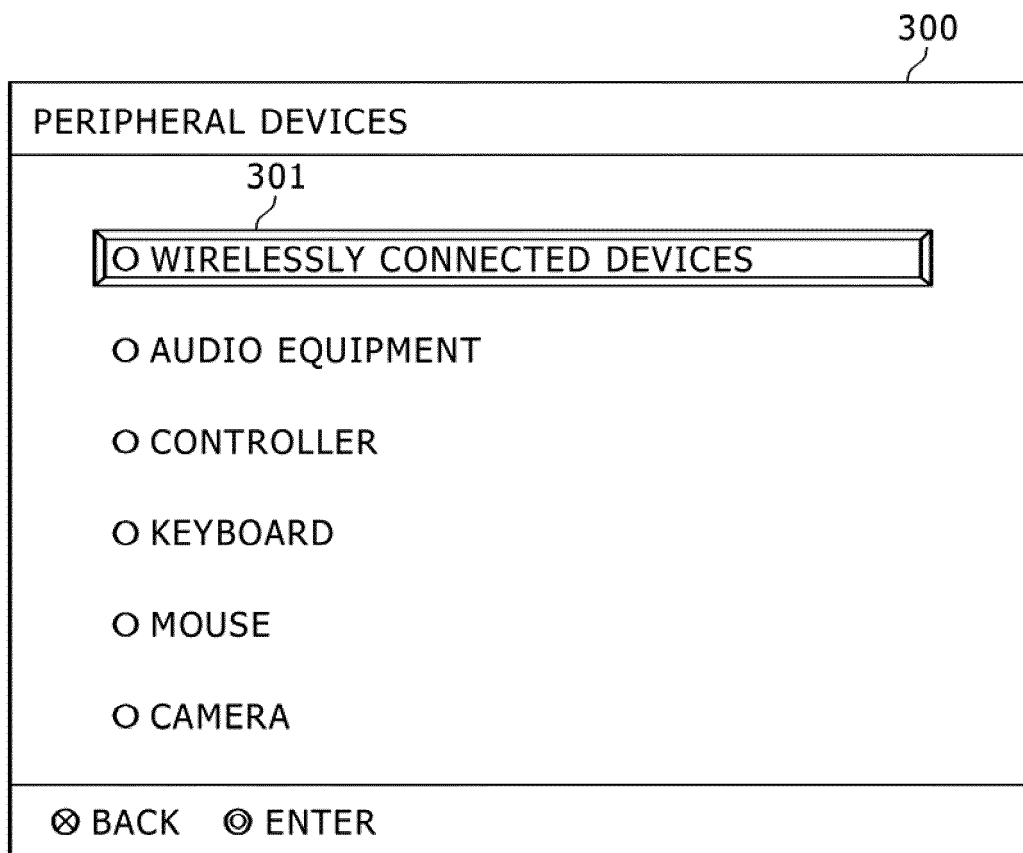 300
PERIPHERAL DEVICES
301
WIRELESSLY CONNECTED DEVICES
AUDIO EQUIPMENT
CONTROLLER
KEYBOARD
MOUSE
CAMERA
BACK ENTER